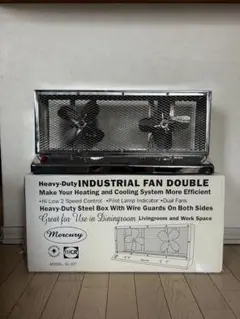 Heavy-Duty INDUSTRIAL FAN DOUBLE
Make Your Heating and Cooling System More Efficient
•Hi Low 2 Speed Control •Pilot Lamp Indicator •Dual Fans
Heavy-Duty Steel Box With Wire Guards On Both Sides
Great for Use in Diningroom, Livingroom and Work Space
Mercury